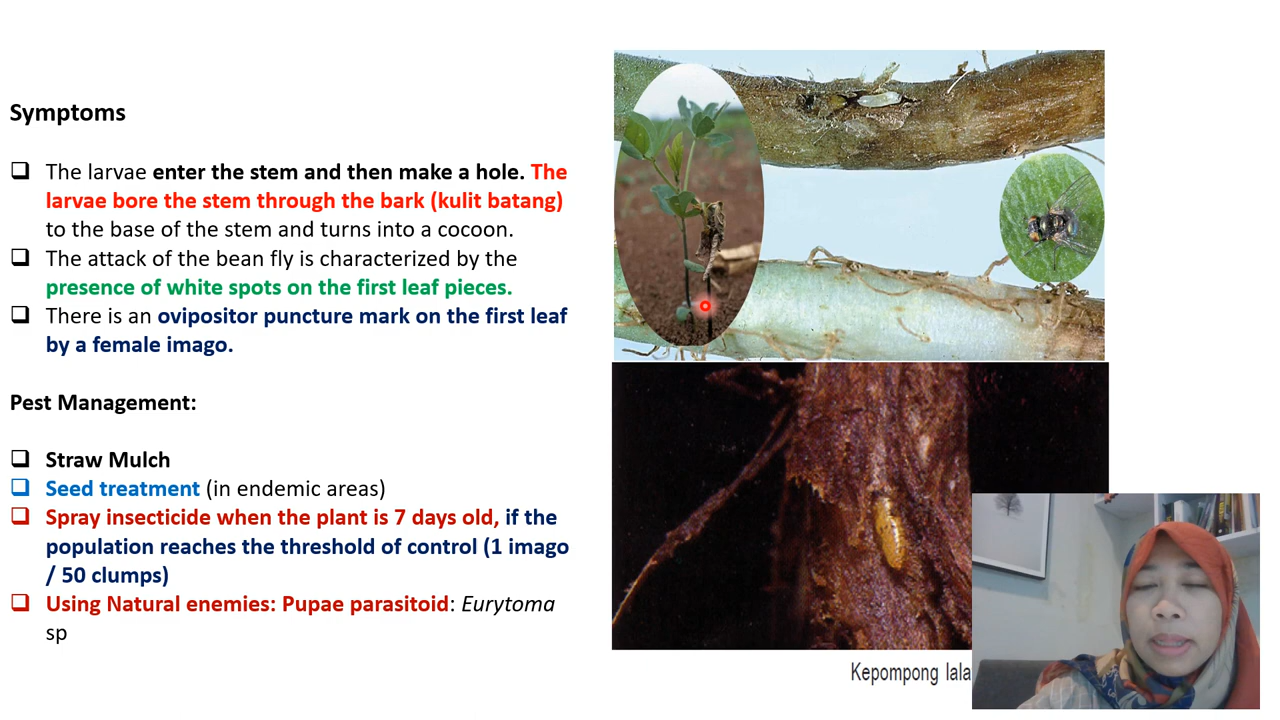 Symptoms
The larvae enter the stem and then make a hole. The
larvae bore the stem through the bark (kulit batang)
to the base of the stem and turns into a cocoon.
The attack of the bean fly is characterized by the
presence of white spots on the first leaf pieces.
There is an ovipositor puncture mark on the first leaf
by a female imago.
Pest Management:
Straw Mulch
Seed treatment (in endemic areas)
Spray insecticide when the plant is 7 days old, if the
population reaches the threshold of control (1 imago
/ 50 clumps)
Using Natural enemies: Pupae parasitoid: Eurytoma
sp
Kepompong lala